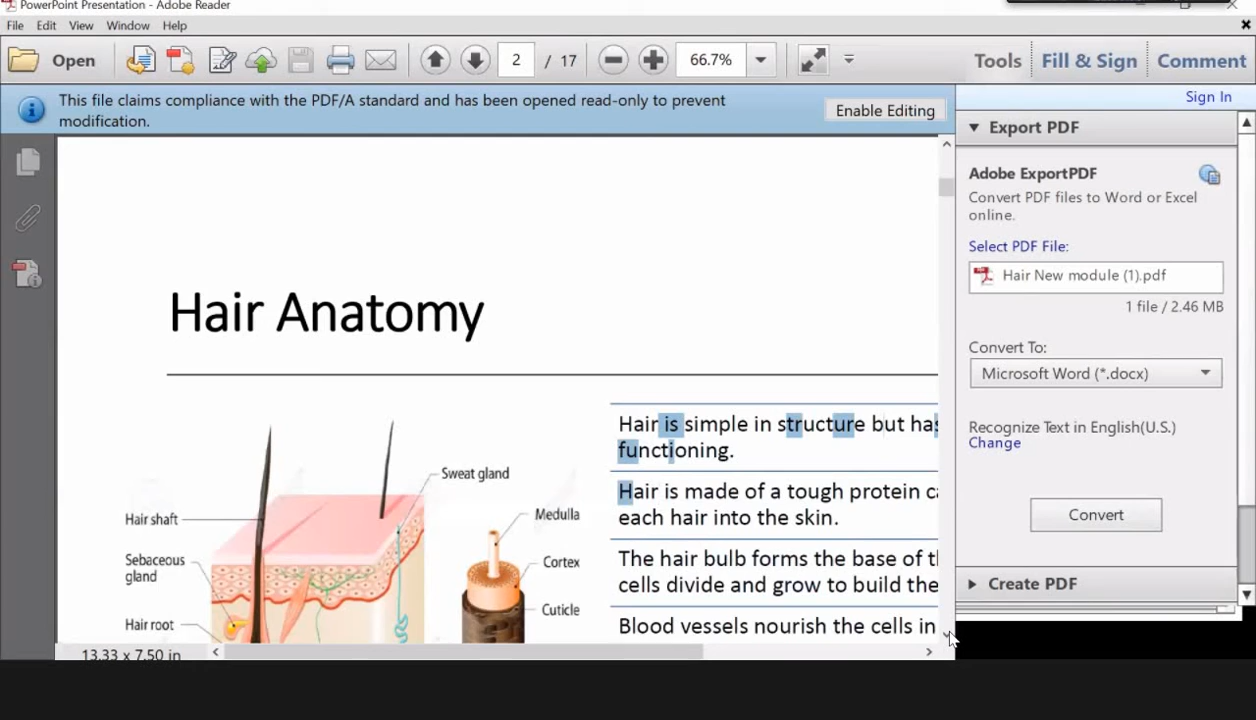 PowerPoint Presentation - Adobe Reader
File Edit View Window Help
Open 2 / 17 66.7% Tools Fill & Sign Comment
This file claims compliance with the PDF/A standard and has been opened read-only to prevent
modification.
Enable Editing
Sign In
Export PDF
Adobe ExportPDF
Convert PDF files to Word or Excel
online.
Select PDF File:
Hair New module (1).pdf
1 file / 2.46 MB
Convert To:
Microsoft Word (*.docx)
Recognize Text in English(U.S.)
Change
Convert
Create PDF
Hair Anatomy
Hair shaft
Sebaceous
gland
Hair root
Sweat gland
Medulla
Cortex
Cuticle
Hair is simple in structure but has
functioning.
Hair is made of a tough protein ca
each hair into the skin.
The hair bulb forms the base of th
cells divide and grow to build the
Blood vessels nourish the cells in
13.33 x 7.50 in